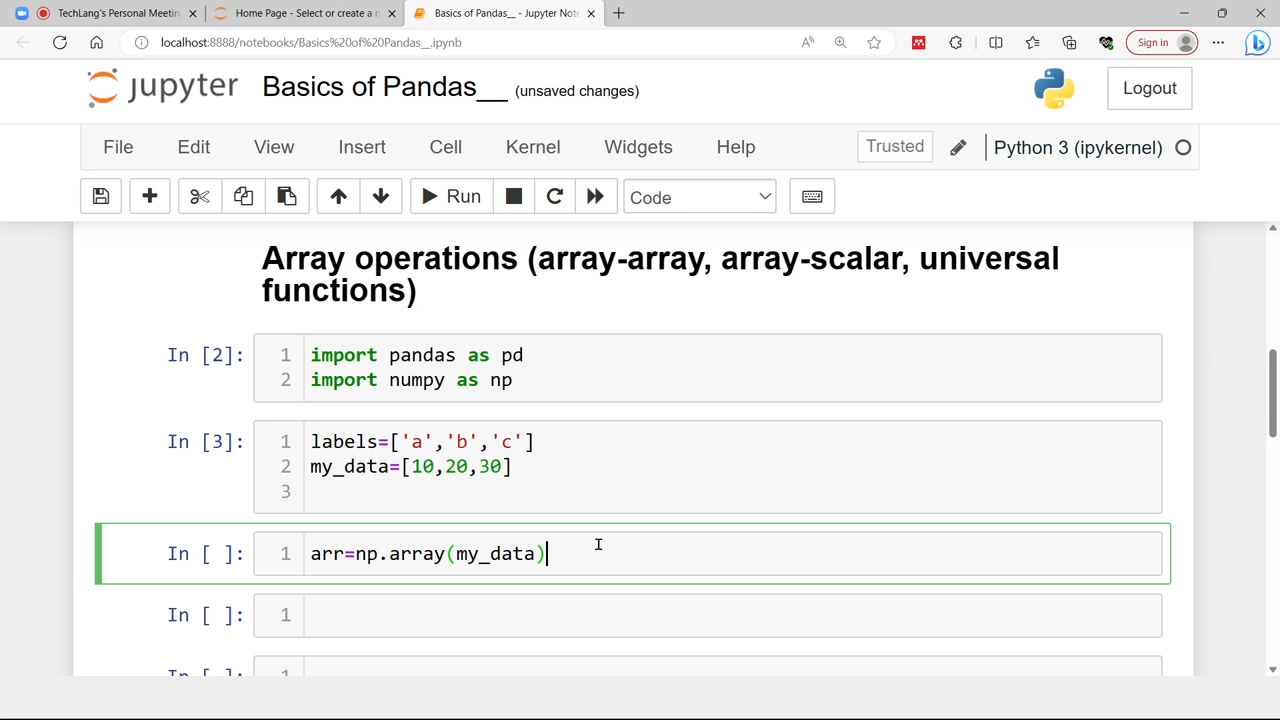 TechLang's Personal Meetin
Home Page - Select or create a n
Basics of Pandas__ - Jupyter Note
localhost:8888/notebooks/Basics%20of%20Pandas__.ipynb
Sign in
jupyter Basics of Pandas__ (unsaved changes)
Logout
File Edit View Insert Cell Kernel Widgets Help Trusted Python 3 (ipykernel)
Run Code
Array operations (array-array, array-scalar, universal
functions)
In [2]: 1 import pandas as pd
2 import numpy as np
In [3]: 1 labels=['a','b','c']
2 my_data=[10,20,30]
3
In [ ]: 1 arr=np.array(my_data)
In [ ]: 1
In [ ]: 1